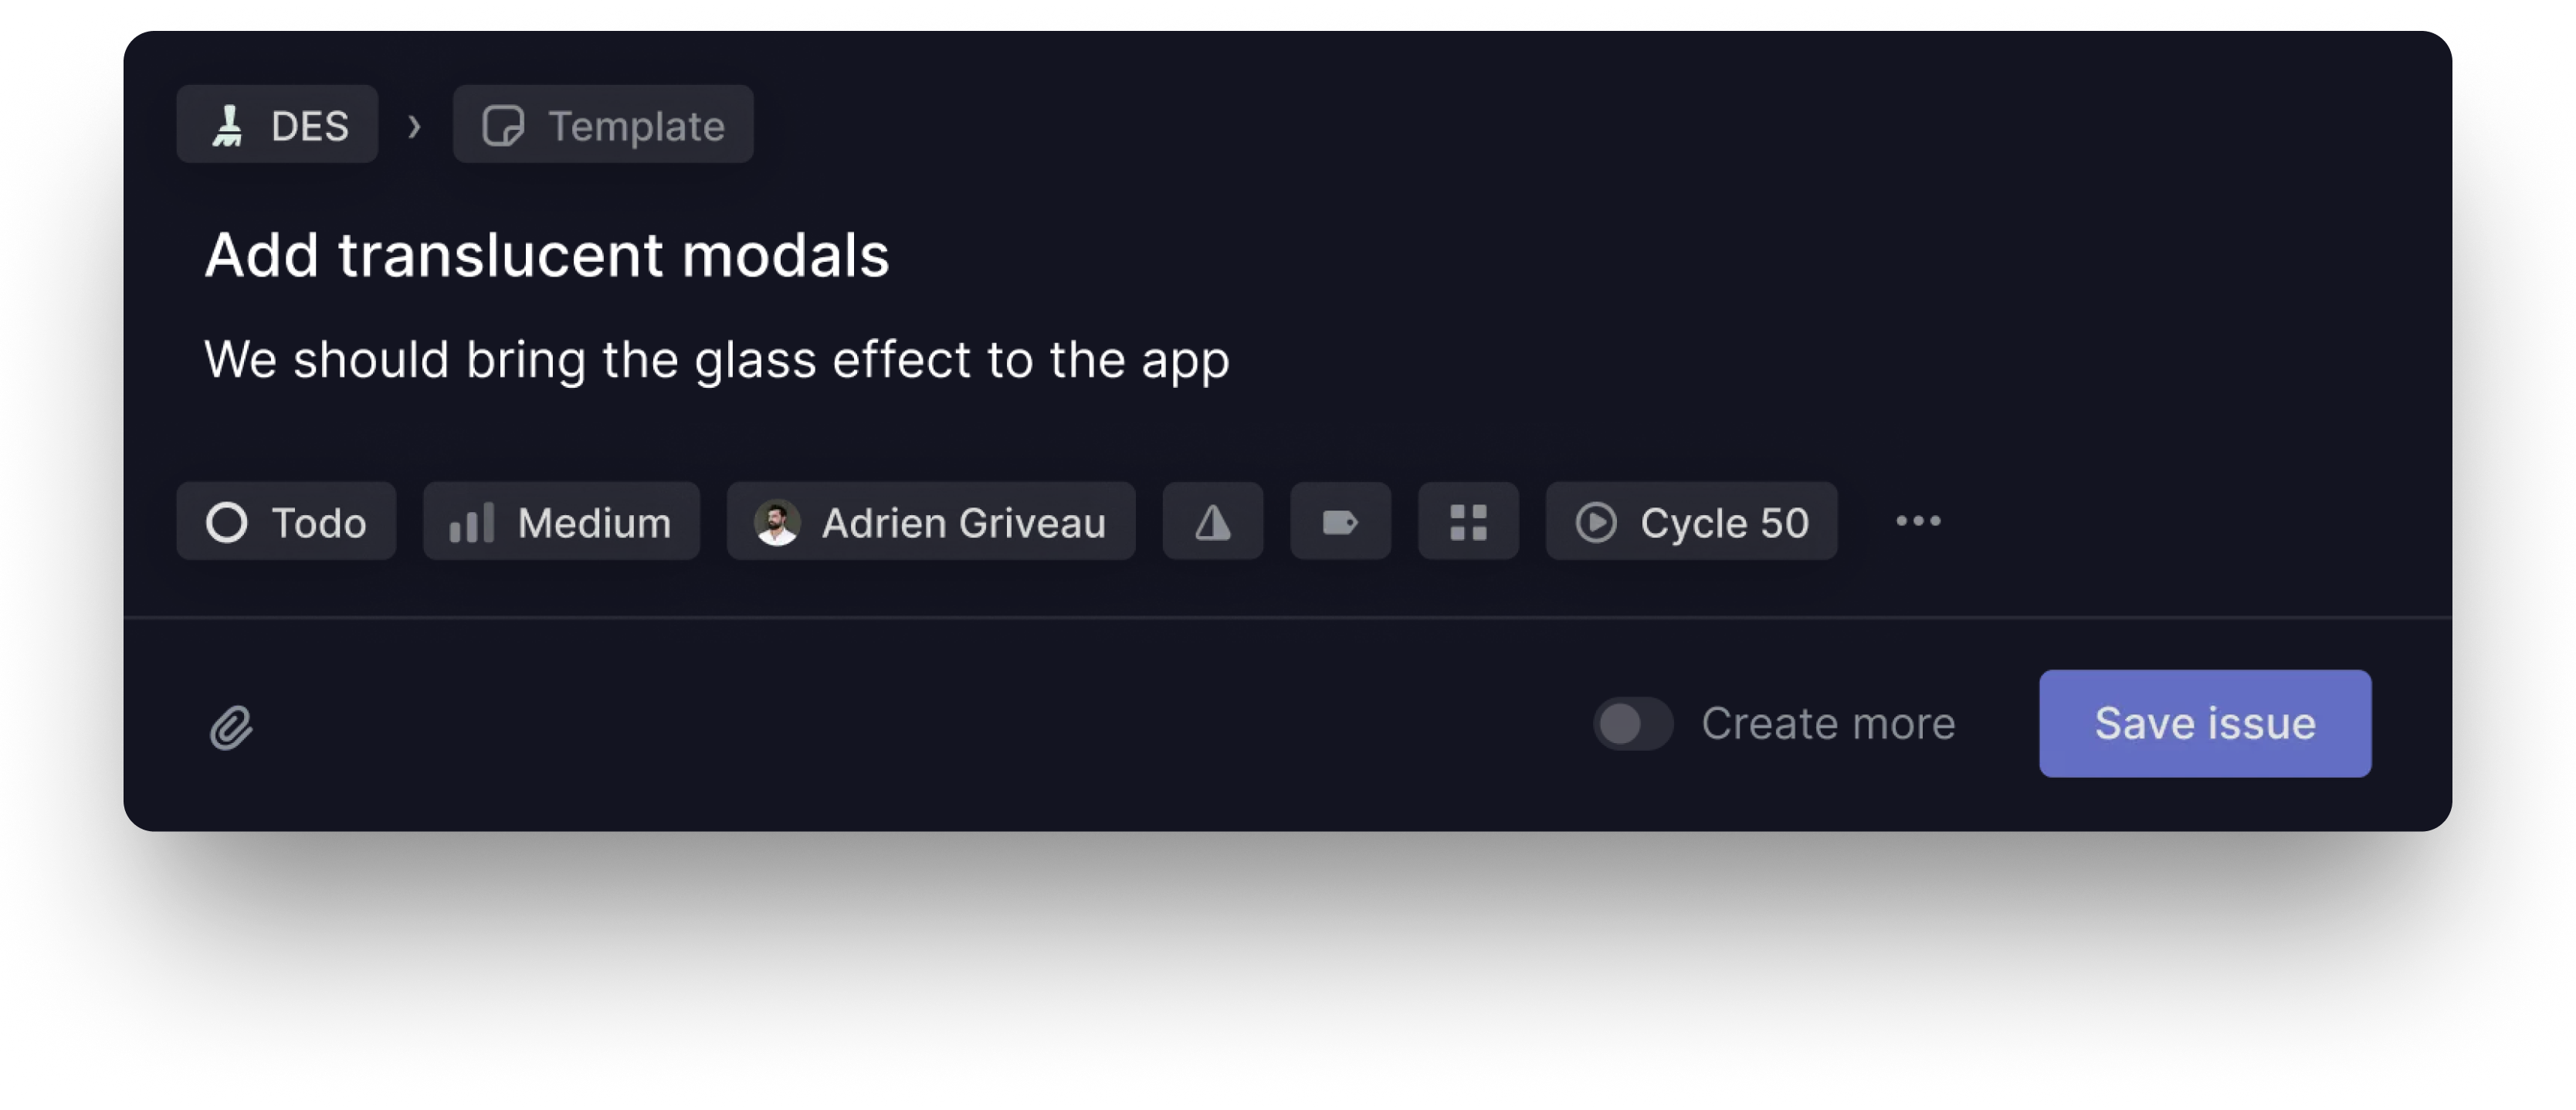 DES › Template
Add translucent modals
We should bring the glass effect to the app
Todo Medium Adrien Griveau Cycle 50
Create more Save issue